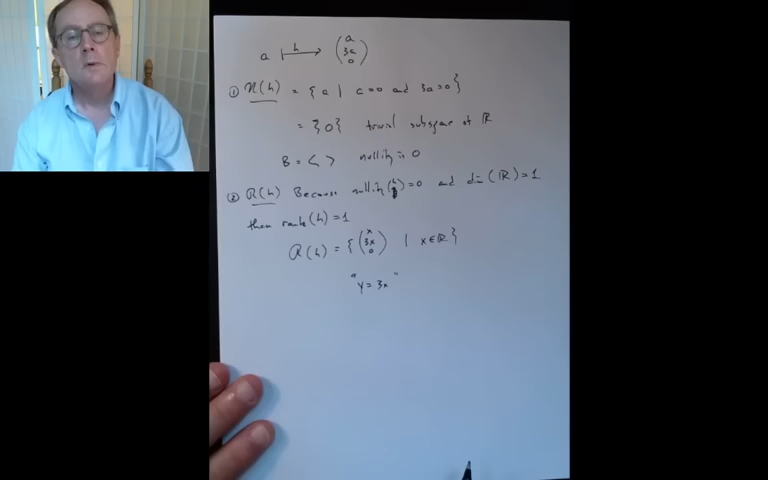 a ↦h (a 3a 0)
① N(h) = { a | a=0 and 3a=0 }
= {0} trivial subspace of ℝ
B = < > nullity is 0
② R(h) Because nullity(h)=0 and dim(ℝ)=1
then rank(h)=1
R(h) = { (x 3x 0) | x∈ℝ }
"y=3x"